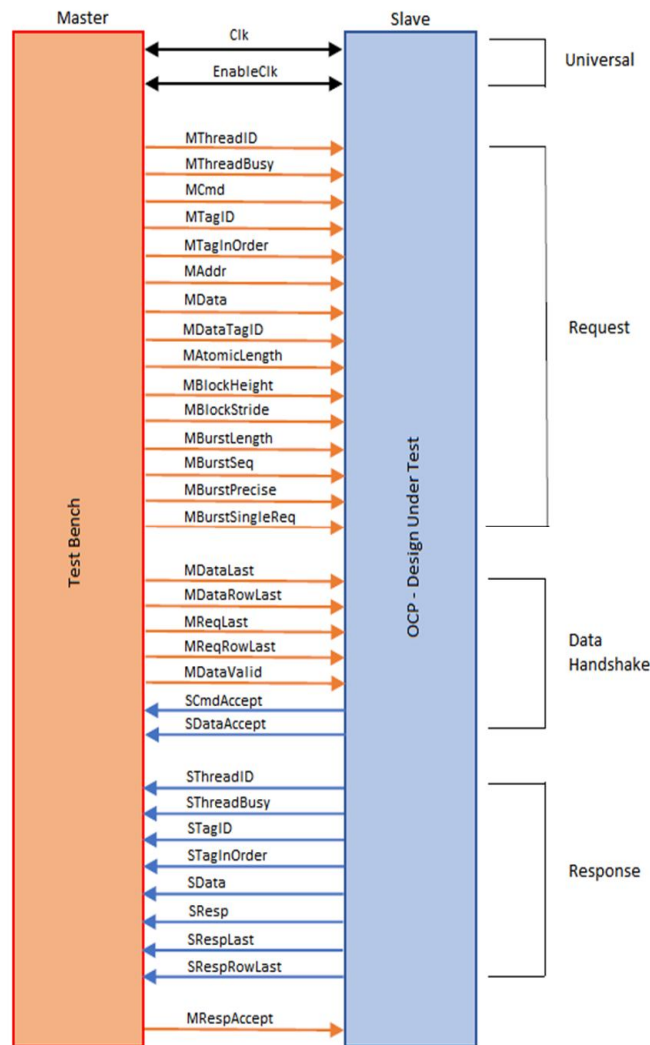 Master
Slave
Clk
EnableClk
Universal
MThreadID
MThreadBusy
MCmd
MTagID
MTagInOrder
MAddr
MData
MDataTagID
MAtomicLength
MBlockHeight
MBlockStride
MBurstLength
MBurstSeq
MBurstPrecise
MBurstSingleReq
Request
Test Bench
OCP - Design Under Test
MDataLast
MDataRowLast
MReqLast
MReqRowLast
MDataValid
SCmdAccept
SDataAccept
Data
Handshake
SThreadID
SThreadBusy
STagID
STagInOrder
SData
SResp
SRespLast
SRespRowLast
Response
MRespAccept